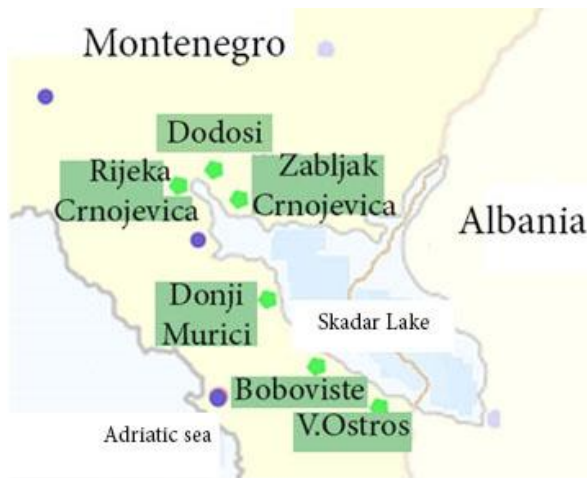 Montenegro
Dodosi
Rijeka
Crnojevica
Zabljak
Crnojevica
Albania
Donji
Murici
Skadar Lake
Boboviste
V.Ostros
Adriatic sea